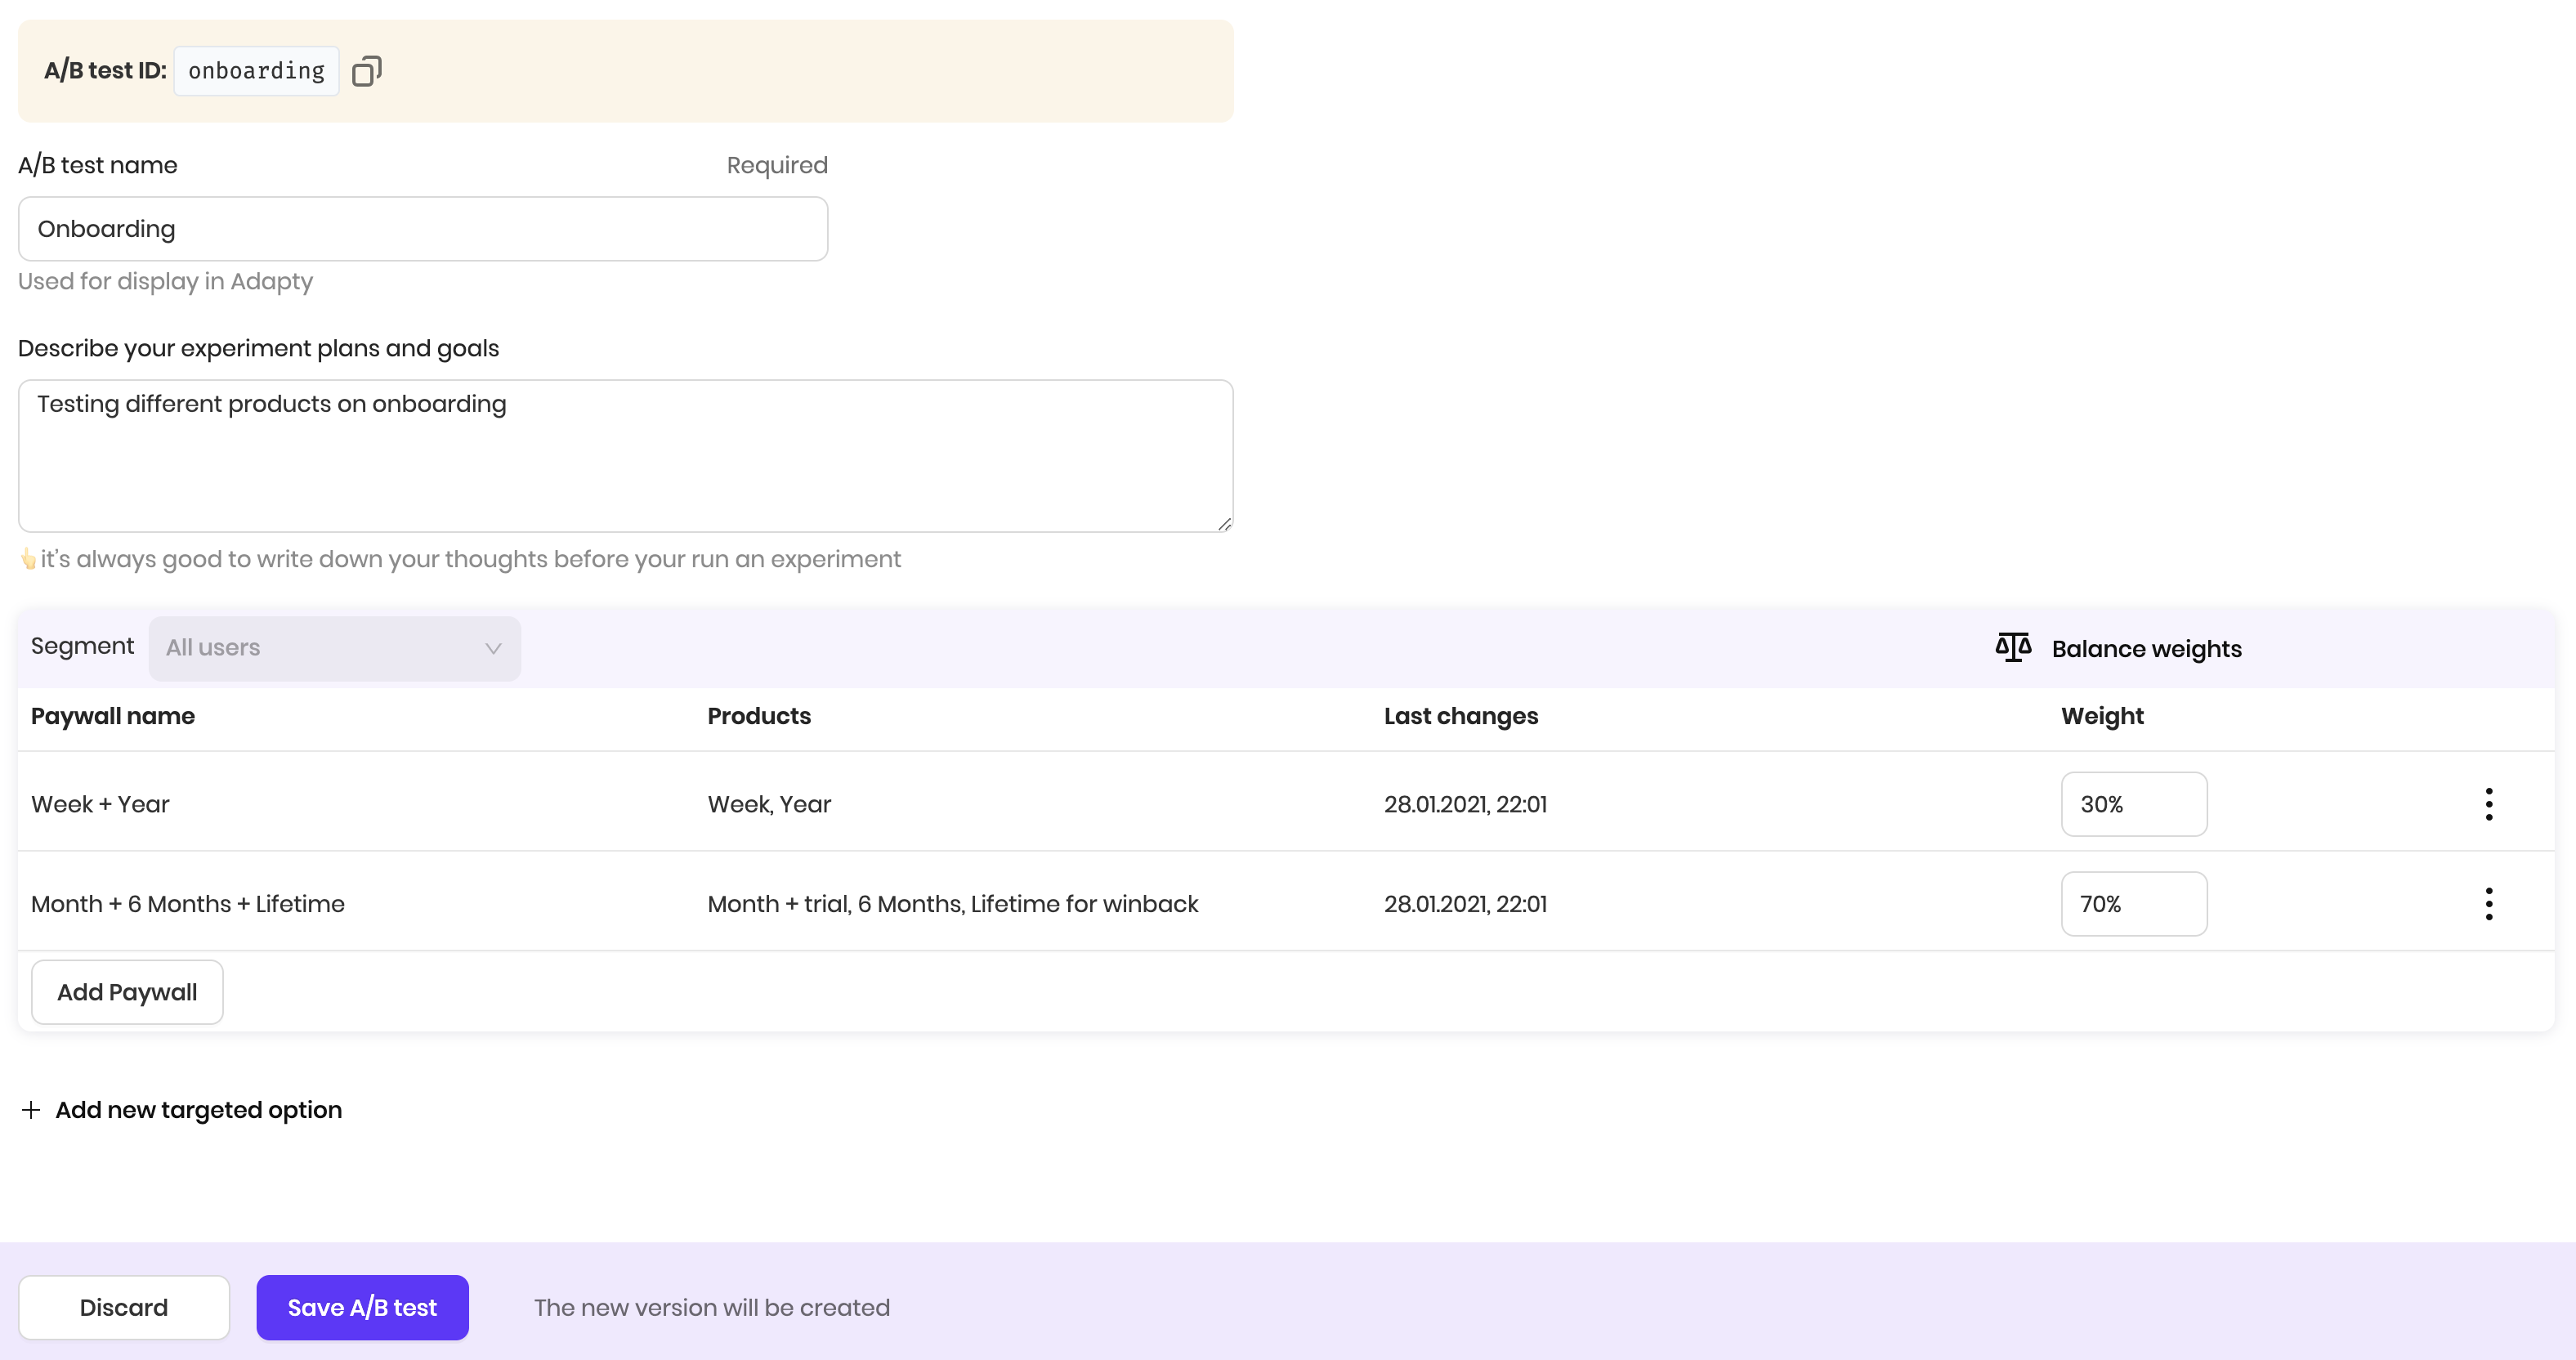 A/B test ID: onboarding
A/B test name Required
Onboarding
Used for display in Adapty
Describe your experiment plans and goals
Testing different products on onboarding
👆it's always good to write down your thoughts before your run an experiment
Segment All users Balance weights
Paywall name Products Last changes Weight
Week + Year Week, Year 28.01.2021, 22:01 30%
Month + 6 Months + Lifetime Month + trial, 6 Months, Lifetime for winback 28.01.2021, 22:01 70%
Add Paywall
+ Add new targeted option
Discard Save A/B test The new version will be created